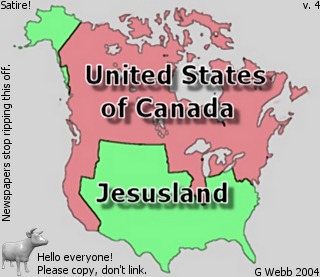 Satire!
v. 4
United States
of Canada
Newspapers stop ripping this off.
Jesusland
Hello everyone!
Please copy, don't link.
G Webb 2004